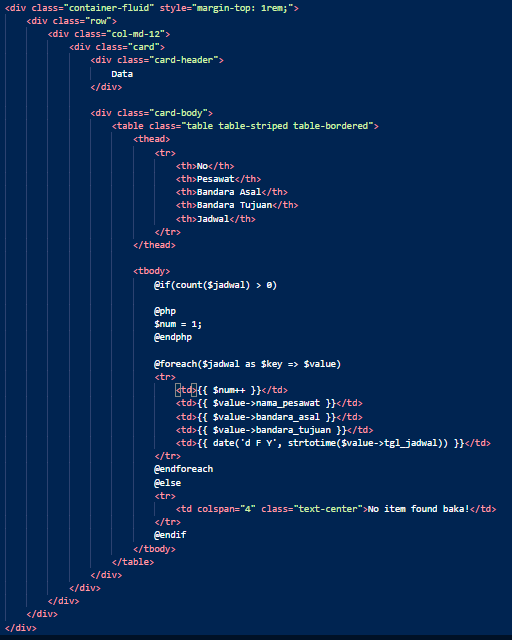 <div class="container-fluid" style="margin-top: 1rem;">
<div class="row">
<div class="col-md-12">
<div class="card">
<div class="card-header">
Data
</div>
<div class="card-body">
<table class="table table-striped table-bordered">
<thead>
<tr>
<th>No</th>
<th>Pesawat</th>
<th>Bandara Asal</th>
<th>Bandara Tujuan</th>
<th>Jadwal</th>
</tr>
</thead>
<tbody>
@if(count($jadwal) > 0)
@php
$num = 1;
@endphp
@foreach($jadwal as $key => $value)
<tr>
<td>{{ $num++ }}</td>
<td>{{ $value->nama_pesawat }}</td>
<td>{{ $value->bandara_asal }}</td>
<td>{{ $value->bandara_tujuan }}</td>
<td>{{ date('d F Y', strtotime($value->tgl_jadwal)) }}</td>
</tr>
@endforeach
@else
<tr>
<td colspan="4" class="text-center">No item found baka!</td>
</tr>
@endif
</tbody>
</table>
</div>
</div>
</div>
</div>
</div>